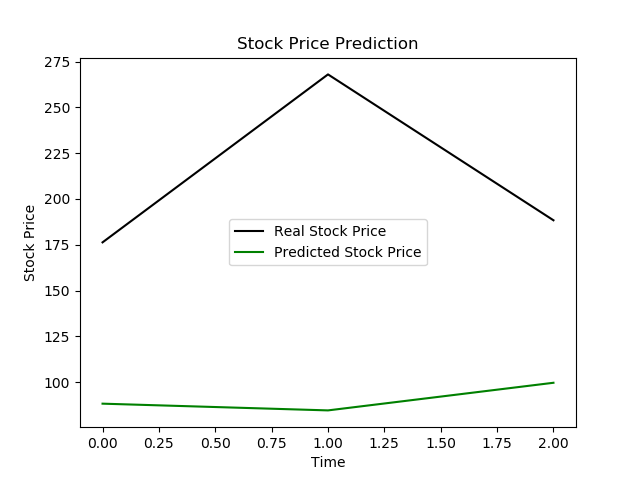 Stock Price Prediction
275
250
225
200
175
150
125
100
Stock Price
Real Stock Price
Predicted Stock Price
0.00 0.25 0.50 0.75 1.00 1.25 1.50 1.75 2.00
Time